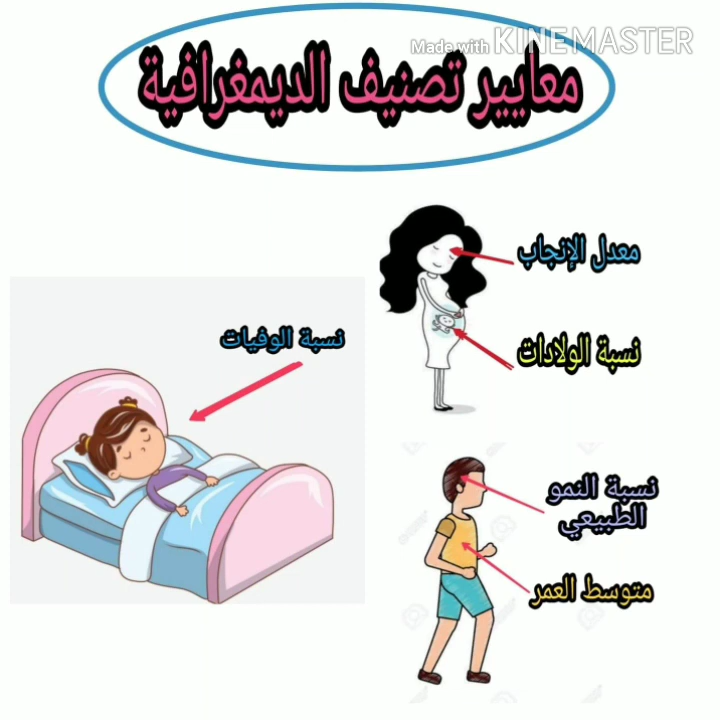 Made with KINEMASTER
معايير تصنيف الديمغرافية
معدل الإنجاب
نسبة الولادات
نسبة الوفيات
نسبة النمو
الطبيعي
متوسط العمر